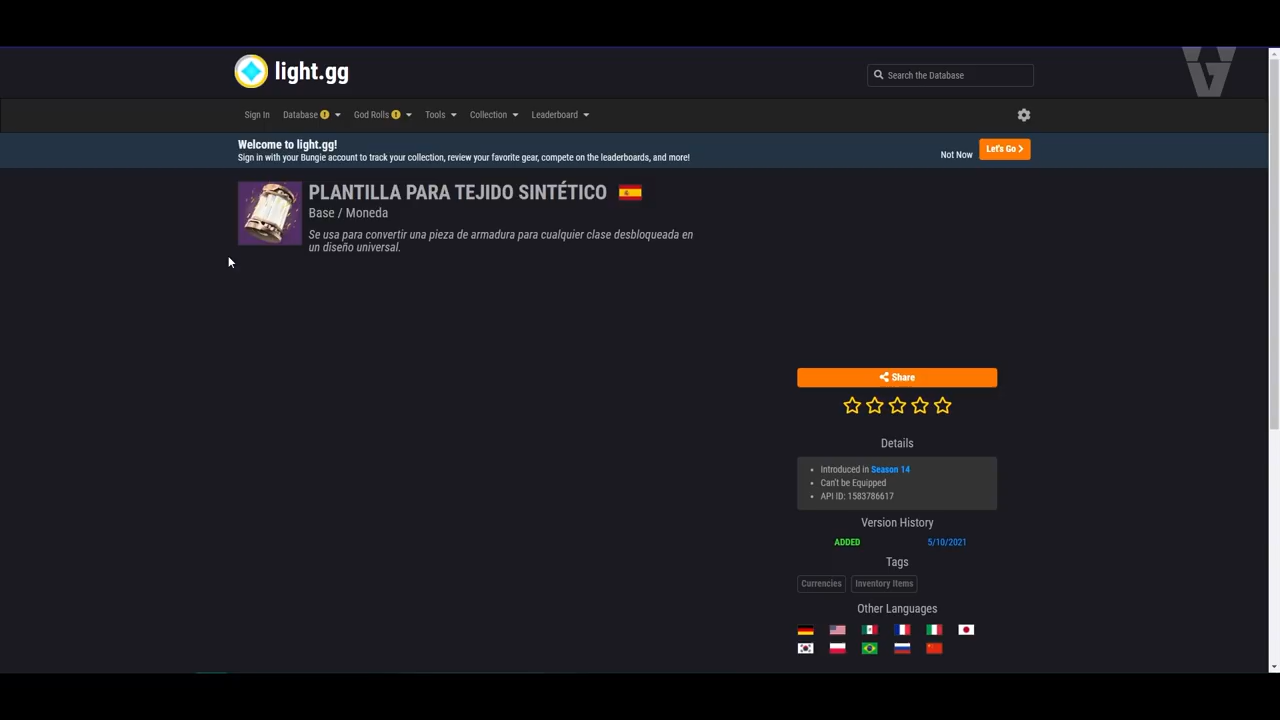 light.gg
Search the Database
Sign In Database ! God Rolls ! Tools Collection Leaderboard
Welcome to light.gg!
Sign in with your Bungie account to track your collection, review your favorite gear, compete on the leaderboards, and more!
Not Now Let's Go
PLANTILLA PARA TEJIDO SINTÉTICO
Base / Moneda
Se usa para convertir una pieza de armadura para cualquier clase desbloqueada en
un diseño universal.
Share
Details
Introduced in Season 14
Can't be Equipped
API ID: 1583786617
Version History
ADDED 5/10/2021
Tags
Currencies Inventory Items
Other Languages